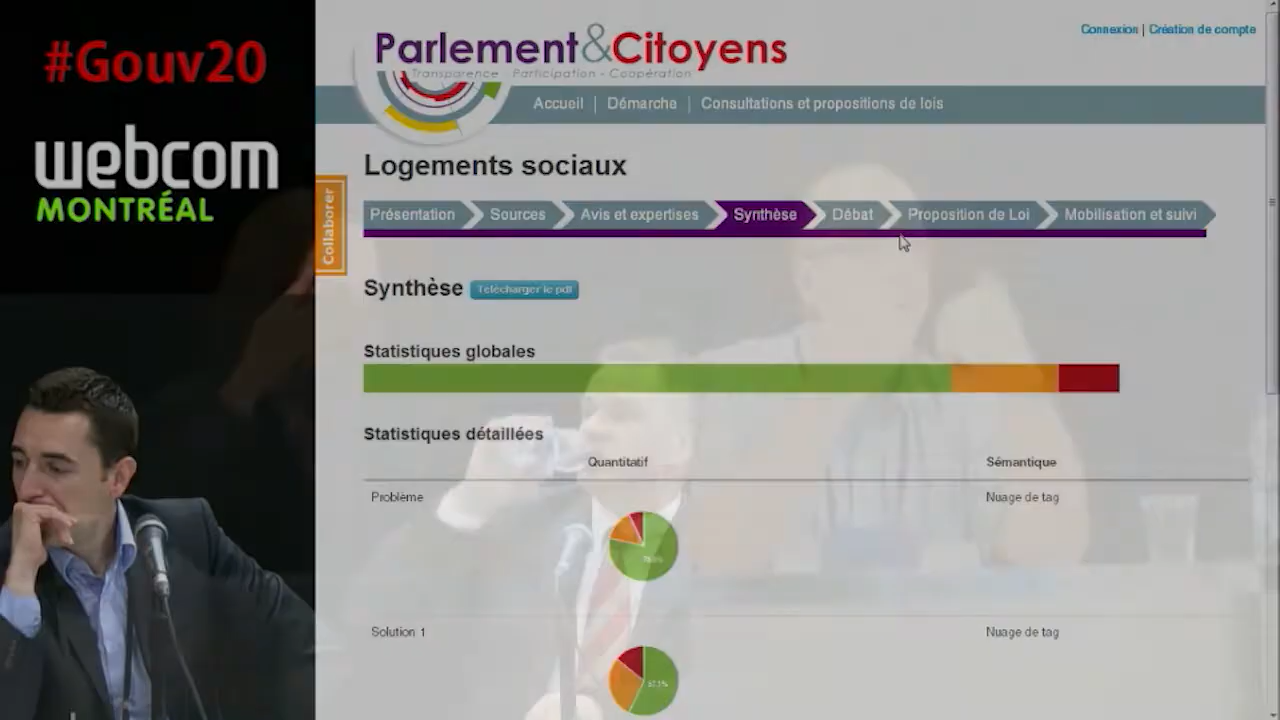 #Gouv20
webcom
MONTRÉAL
Parlement&Citoyens
Transparence Participation - Coopération
Connexion | Création de compte
Accueil | Démarche | Consultations et propositions de lois
Logements sociaux
Collaborer
Présentation Sources Avis et expertises Synthèse Débat Proposition de Loi Mobilisation et suivi
Synthèse Télécharger le pdf
Statistiques globales
Statistiques détaillées
Quantitatif Sémantique
Problème Nuage de tag
Solution 1 Nuage de tag